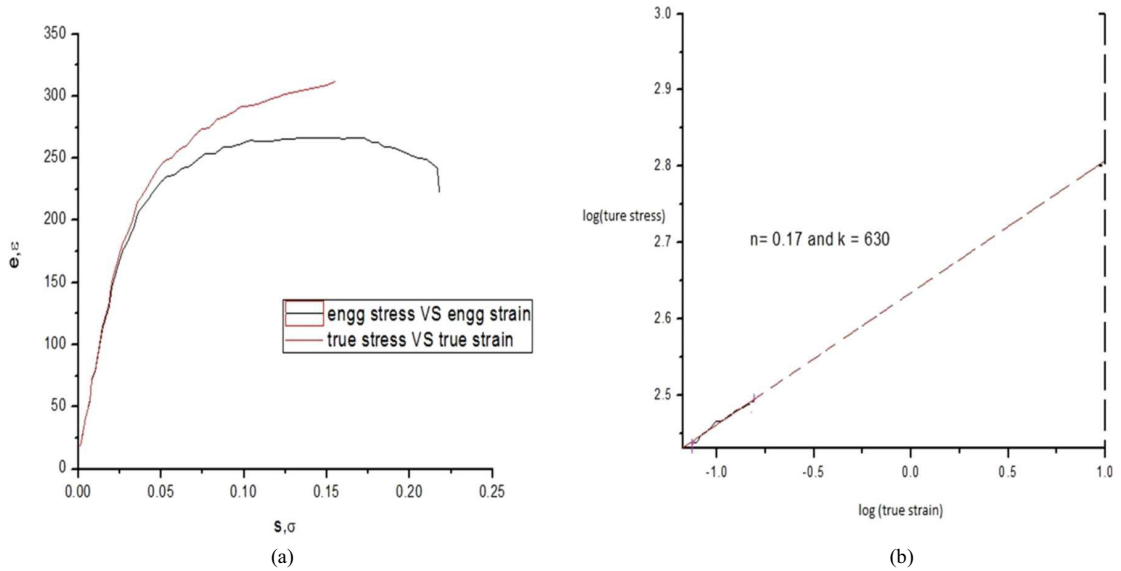 350
300
250
200
150
100
50
0
e,ε
0.00 0.05 0.10 0.15 0.20 0.25
s,σ
engg stress VS engg strain
true stress VS true strain
(a)
3.0
2.9
2.8
2.7
2.6
2.5
log(ture stress)
n= 0.17 and k = 630
-1.0 -0.5 0.0 0.5 1.0
log (true strain)
(b)